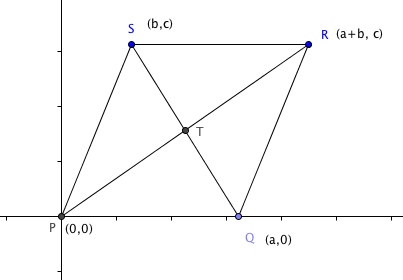 S (b,c)
R (a+b, c)
T
P (0,0)
Q (a,0)